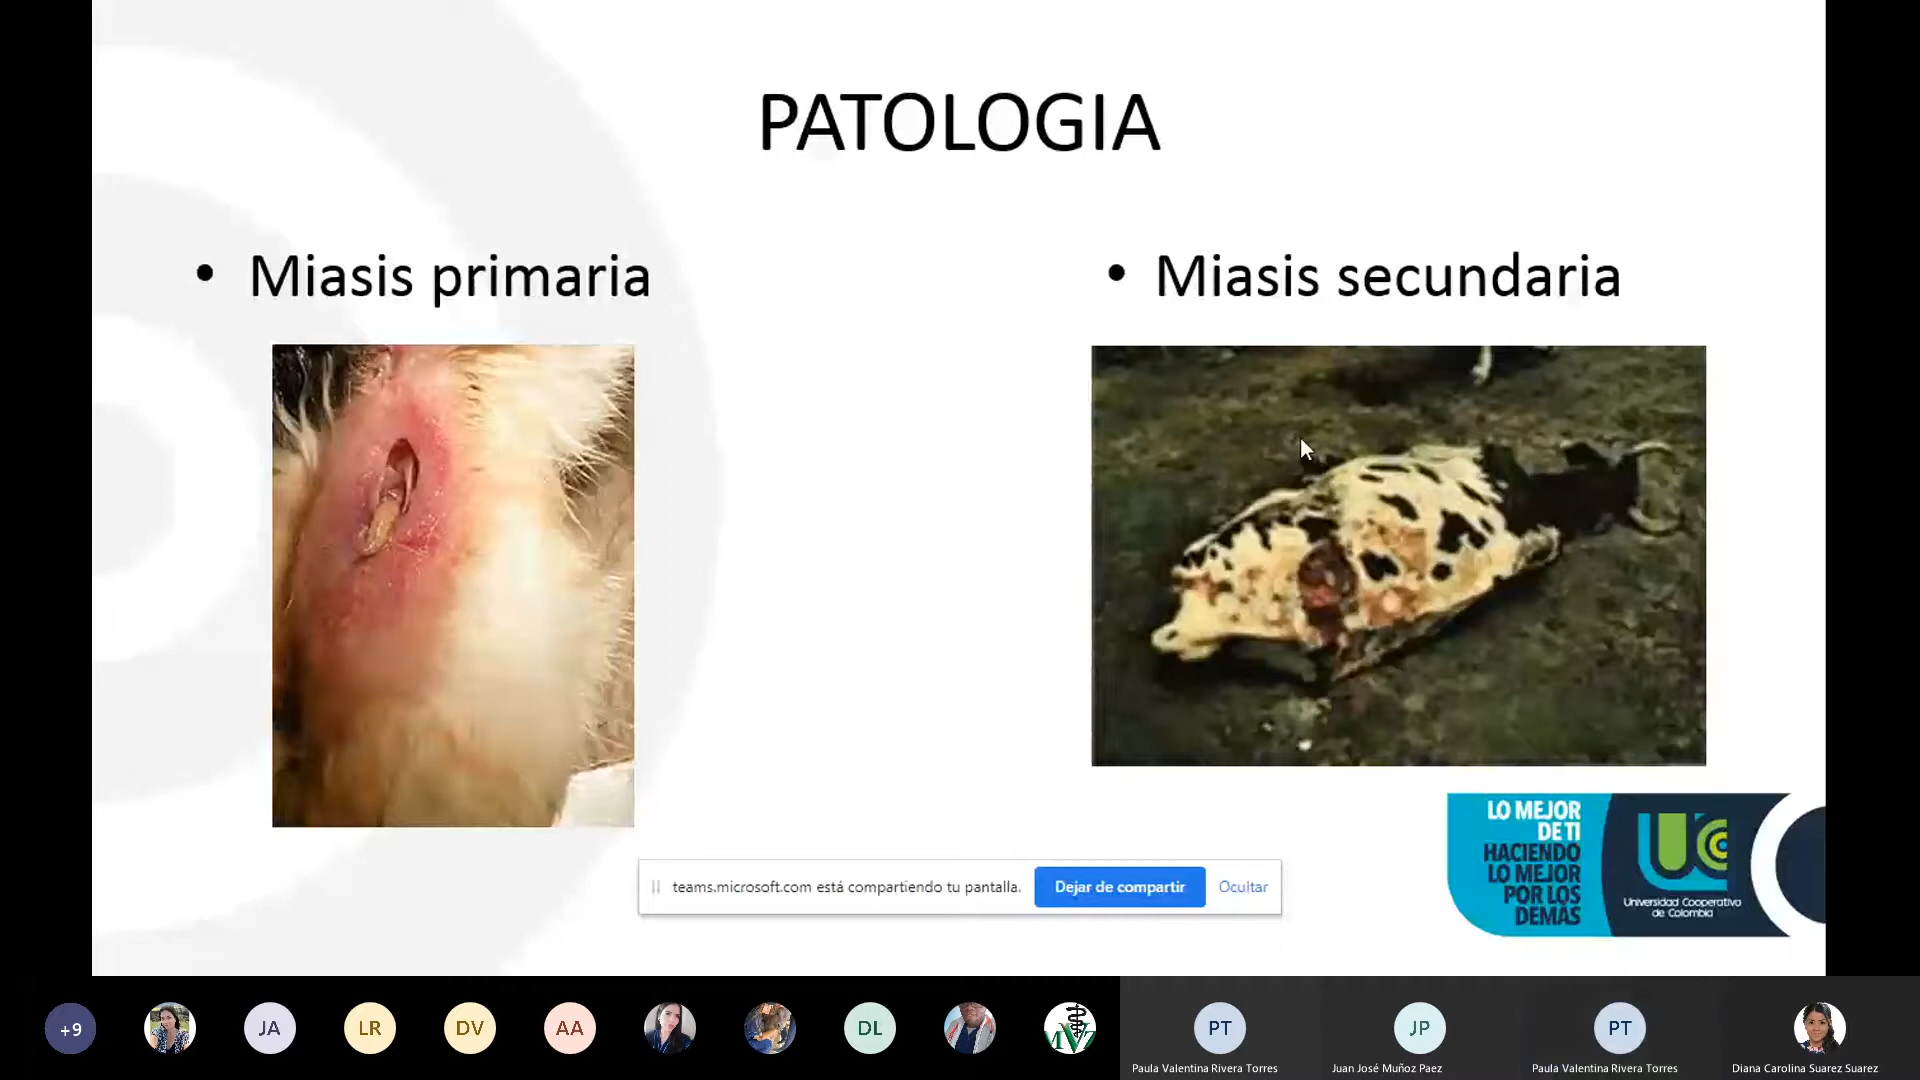 PATOLOGIA
• Miasis primaria
• Miasis secundaria
LO MEJOR
DE TI
HACIENDO
LO MEJOR
POR LOS
DEMÁS
UCC
Universidad Cooperativa
de Colombia
teams.microsoft.com está compartiendo tu pantalla.
Dejar de compartir
Ocultar
+9
JA
LR
DV
AA
DL
MVZ
PT
JP
PT
Paula Valentina Rivera Torres
Juan José Muñoz Paez
Paula Valentina Rivera Torres
Diana Carolina Suarez Suarez